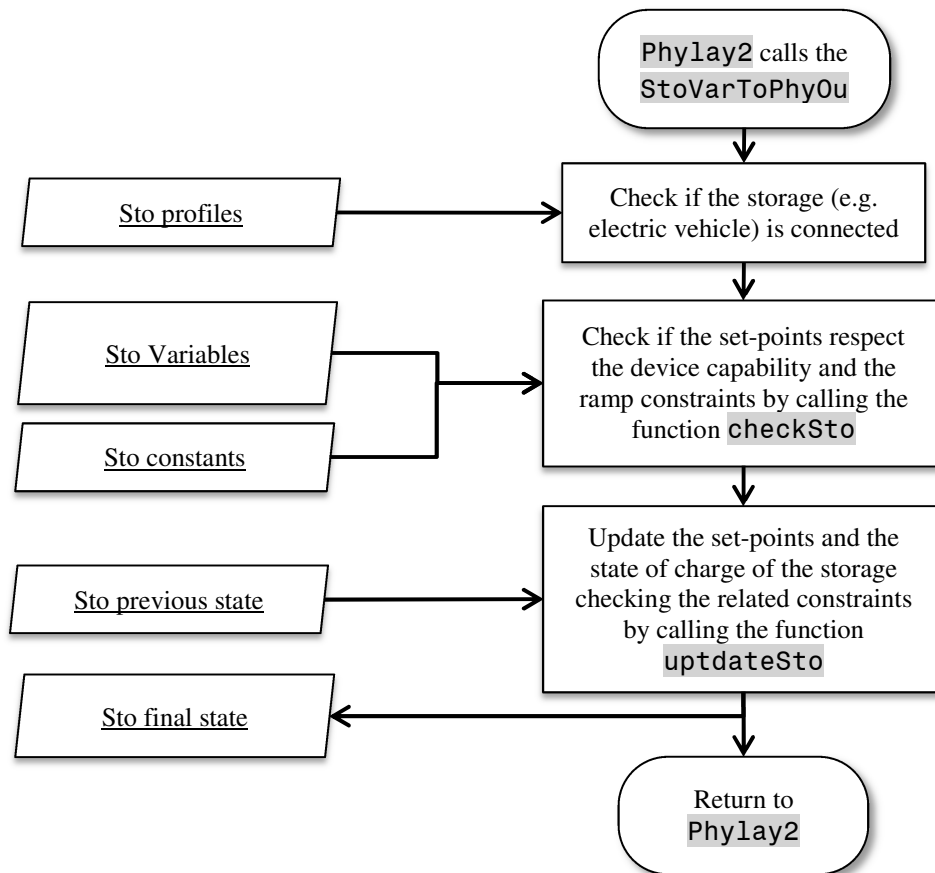 Phylay2 calls the
StoVarToPhyOu
Sto profiles
Check if the storage (e.g.
electric vehicle) is connected
Sto Variables
Sto constants
Check if the set-points respect
the device capability and the
ramp constraints by calling the
function checkSto
Sto previous state
Update the set-points and the
state of charge of the storage
checking the related constraints
by calling the function
uptdateSto
Sto final state
Return to
Phylay2